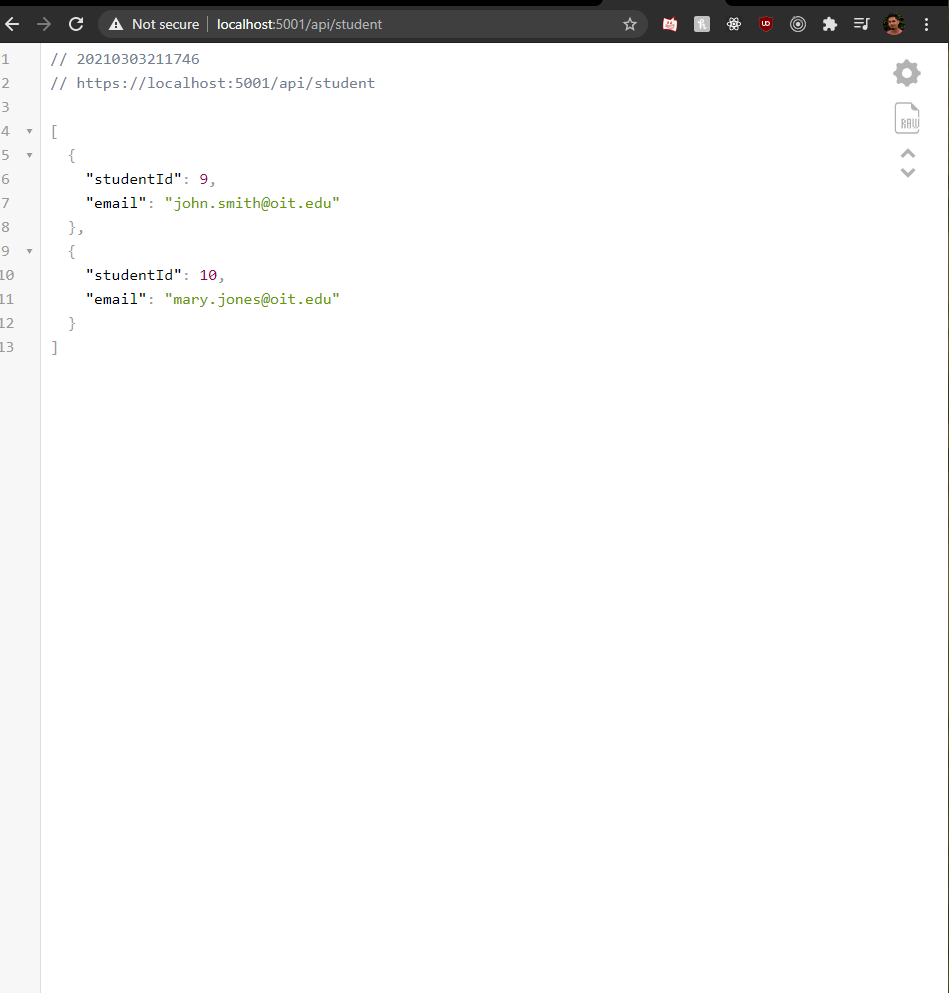 Not secure localhost:5001/api/student
1 // 20210303211746
2 // https://localhost:5001/api/student
3
4 [
5 {
6 "studentId": 9,
7 "email": "john.smith@oit.edu"
8 },
9 {
10 "studentId": 10,
11 "email": "mary.jones@oit.edu"
12 }
13 ]
RAW